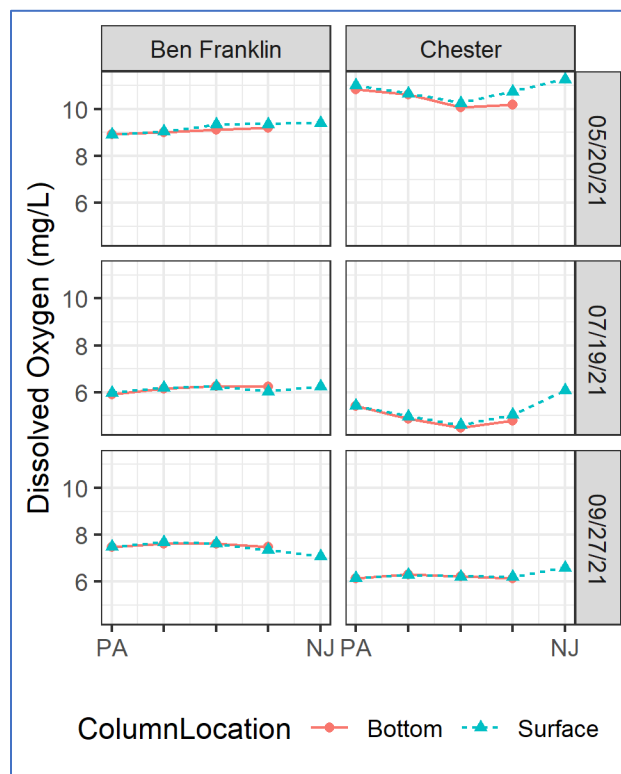 Ben Franklin Chester
10 8 6
05/20/21
10 8 6
07/19/21
10 8 6
09/27/21
Dissolved Oxygen (mg/L)
PA NJ PA NJ
ColumnLocation Bottom Surface